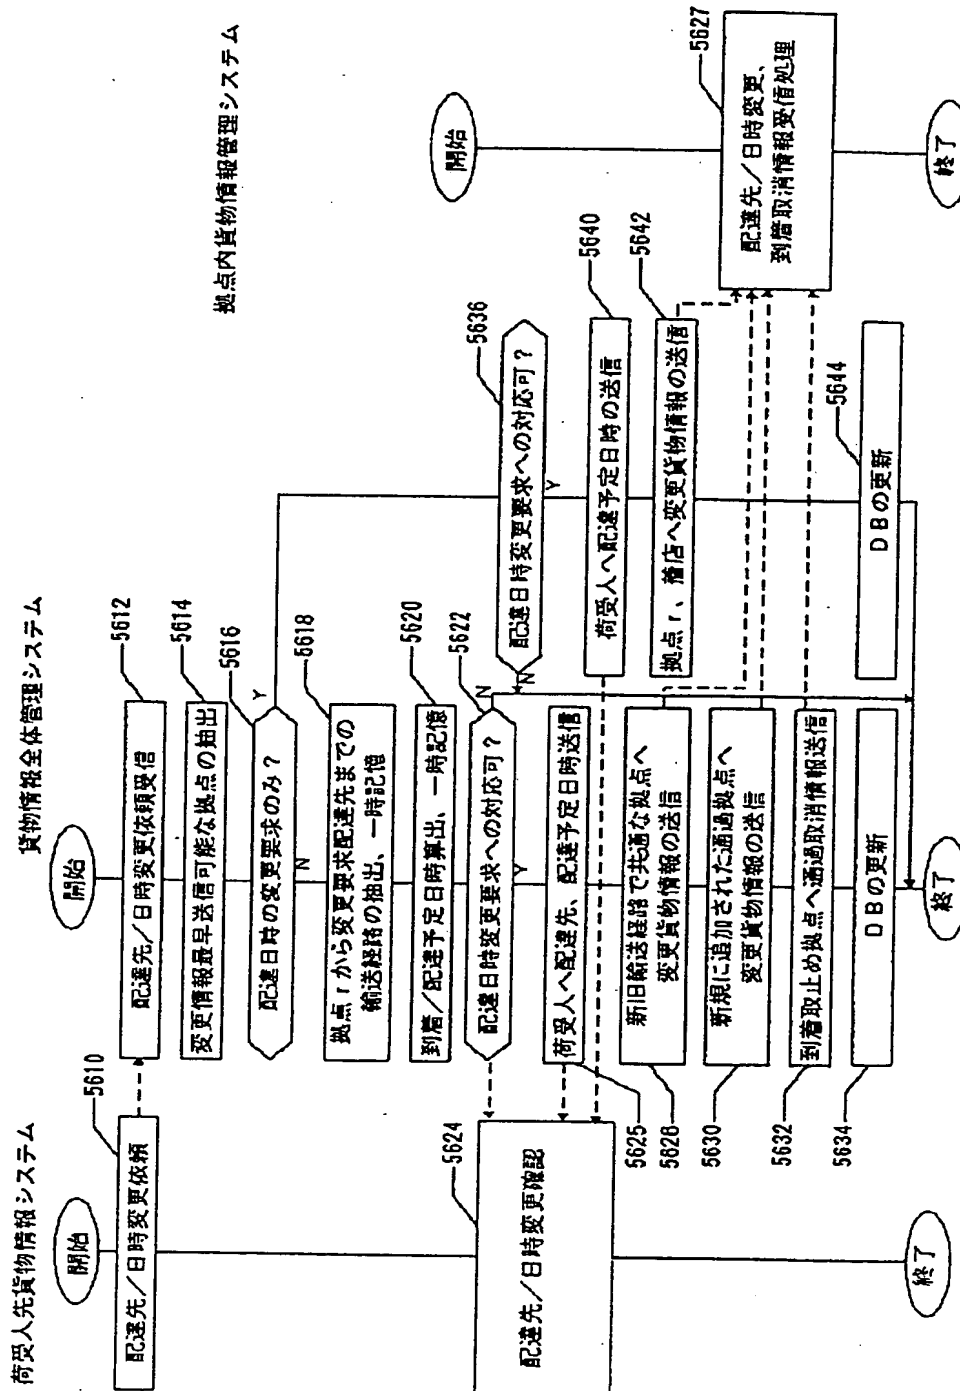 荷受人先貨物情報システム
開始
5610
配達先／日時変更依頼
5624
配達先／日時変更確認
終了
貨物情報全体管理システム
開始
5612
配達先／日時変更依頼受信
5614
変更情報最早送信可能な拠点の抽出
5616
配達日時の変更要求のみ？
Y
N
5618
拠点rから変更要求配達先までの
輸送経路の抽出、一時記憶
5620
到着／配達予定日時算出、一時記憶
5622
配達日時変更要求への対応可？
N
Y
荷受人へ配達先、配達予定日時送信
5625
新旧輸送経路で共通な拠点へ
変更貨物情報の送信
5626
新規に追加された通過拠点へ
変更貨物情報の送信
5630
到着取止め拠点へ通過取消情報送信
5632
DBの更新
5634
終了
5636
配達日時変更要求への対応可？
N
Y
5640
荷受人へ配達予定日時の送信
5642
拠点r、着店へ変更貨物情報の送信
5644
DBの更新
拠点内貨物情報管理システム
開始
5627
配達先／日時変更、
到着取消情報受信処理
終了